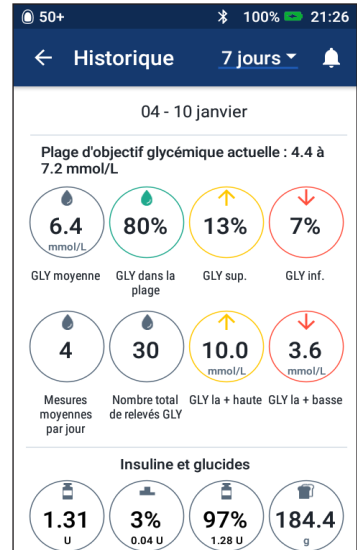 50+ 100% 21:26
Historique 7 jours
04 - 10 janvier
Plage d'objectif glycémique actuelle : 4.4 à
7.2 mmol/L
6.4 80% 13% 7%
mmol/L
GLY moyenne GLY dans la GLY sup. GLY inf.
plage
4 30 10.0 3.6
mmol/L mmol/L
Mesures Nombre total GLY la + haute GLY la + basse
moyennes de relevés GLY
par jour
Insuline et glucides
1.31 3% 97% 184.4
U 0.04 U 1.28 U g